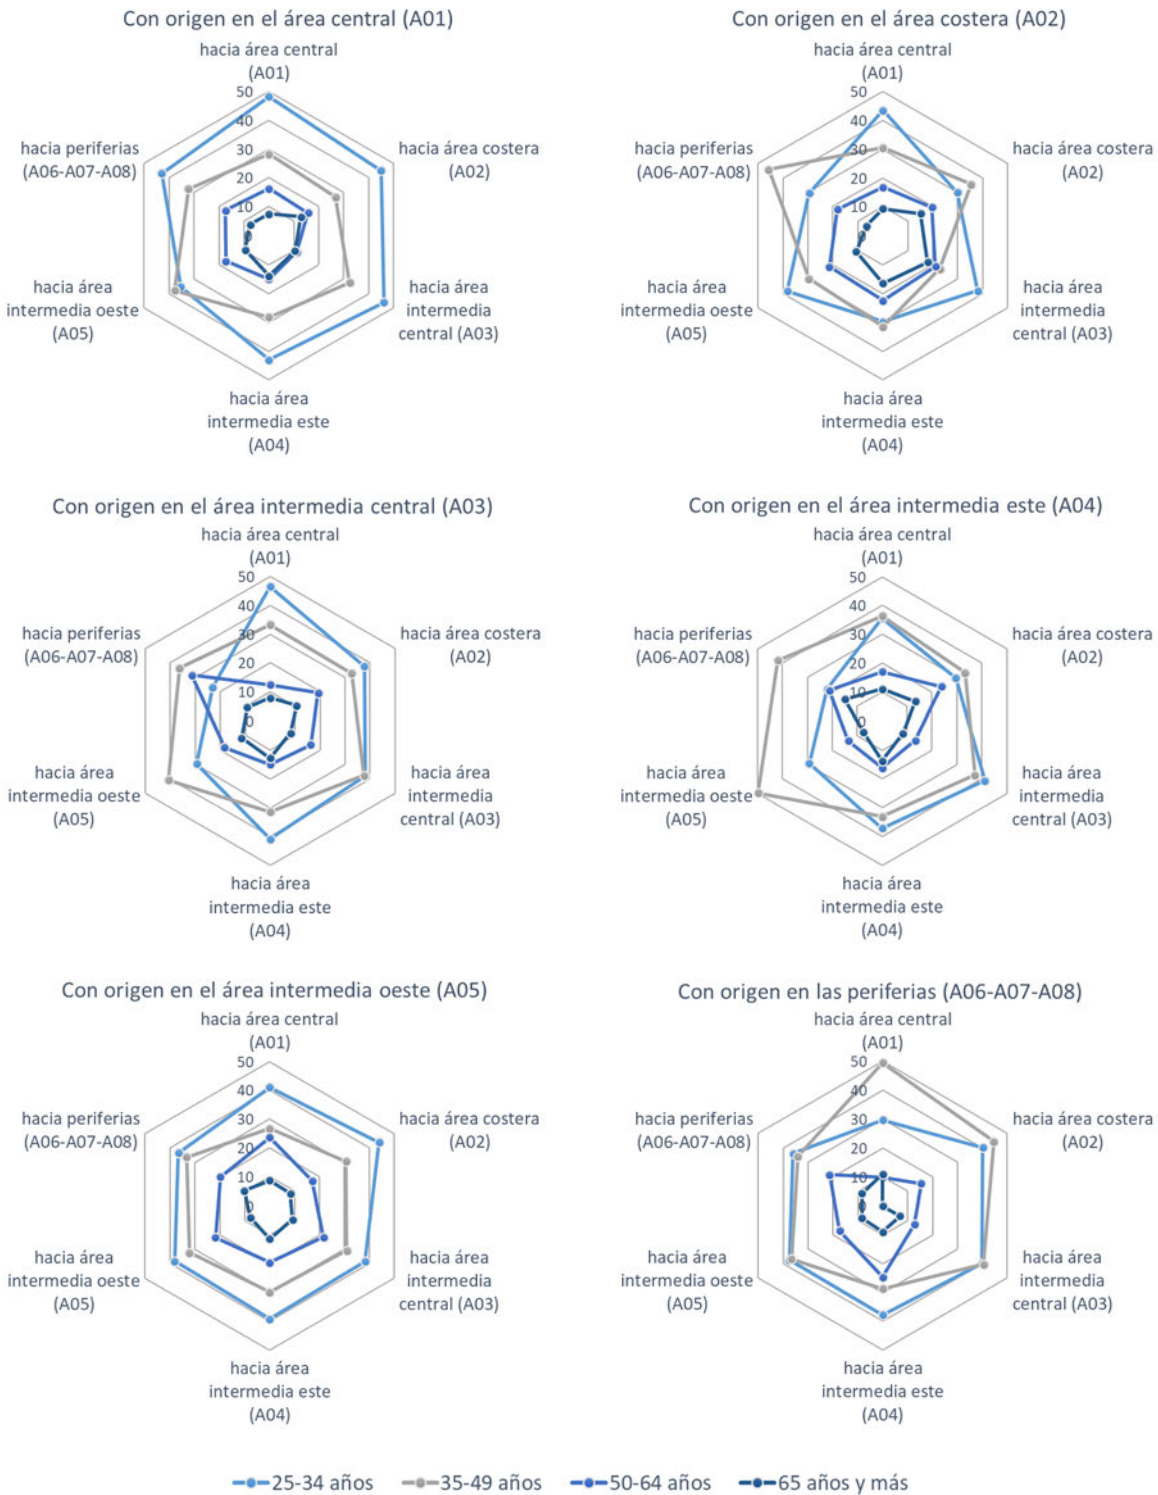 Con origen en el área central (A01)
hacia área central
(A01)
50
40
30
20
10
0
hacia área costera
(A02)
hacia área
intermedia
central (A03)
hacia área
intermedia este
(A04)
hacia área
intermedia oeste
(A05)
hacia periferias
(A06-A07-A08)
Con origen en el área costera (A02)
hacia área central
(A01)
50
40
30
20
10
0
hacia área costera
(A02)
hacia área
intermedia
central (A03)
hacia área
intermedia este
(A04)
hacia área
intermedia oeste
(A05)
hacia periferias
(A06-A07-A08)
Con origen en el área intermedia central (A03)
hacia área central
(A01)
50
40
30
20
10
0
hacia área costera
(A02)
hacia área
intermedia
central (A03)
hacia área
intermedia este
(A04)
hacia área
intermedia oeste
(A05)
hacia periferias
(A06-A07-A08)
Con origen en el área intermedia este (A04)
hacia área central
(A01)
50
40
30
20
10
0
hacia área costera
(A02)
hacia área
intermedia
central (A03)
hacia área
intermedia este
(A04)
hacia área
intermedia oeste
(A05)
hacia periferias
(A06-A07-A08)
Con origen en el área intermedia oeste (A05)
hacia área central
(A01)
50
40
30
20
10
0
hacia área costera
(A02)
hacia área
intermedia
central (A03)
hacia área
intermedia este
(A04)
hacia área
intermedia oeste
(A05)
hacia periferias
(A06-A07-A08)
Con origen en las periferias (A06-A07-A08)
hacia área central
(A01)
50
40
30
20
10
0
hacia área costera
(A02)
hacia área
intermedia
central (A03)
hacia área
intermedia este
(A04)
hacia área
intermedia oeste
(A05)
hacia periferias
(A06-A07-A08)
25-34 años
35-49 años
50-64 años
65 años y más